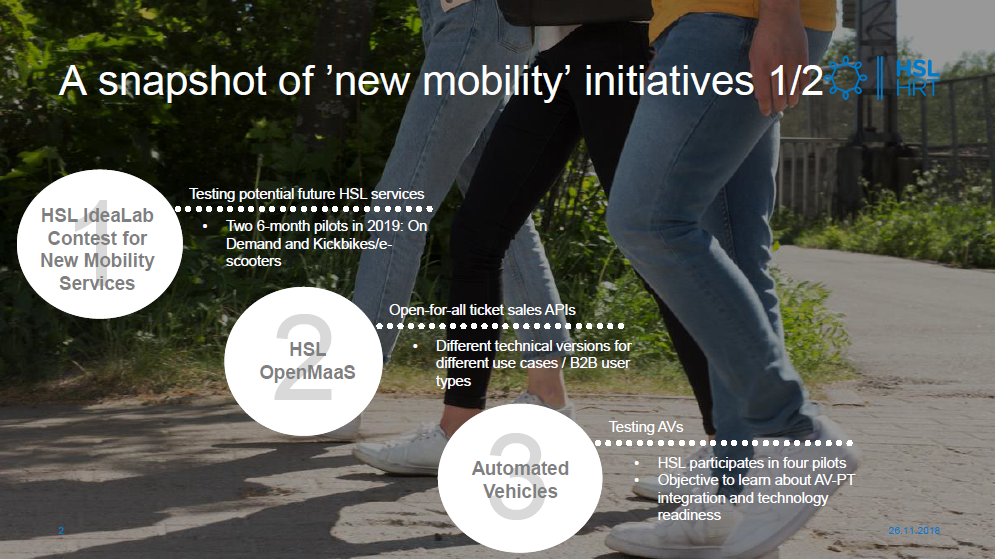 A snapshot of ’new mobility’ initiatives 1/2
HSL
HRT
1
HSL IdeaLab
Contest for
New Mobility
Services
Testing potential future HSL services
• Two 6-month pilots in 2019: On
Demand and Kickbikes/e-
scooters
2
HSL
OpenMaaS
Open-for-all ticket sales APIs
• Different technical versions for
different use cases / B2B user
types
3
Automated
Vehicles
Testing AVs
• HSL participates in four pilots
• Objective to learn about AV-PT
integration and technology
readiness
2
26.11.2018